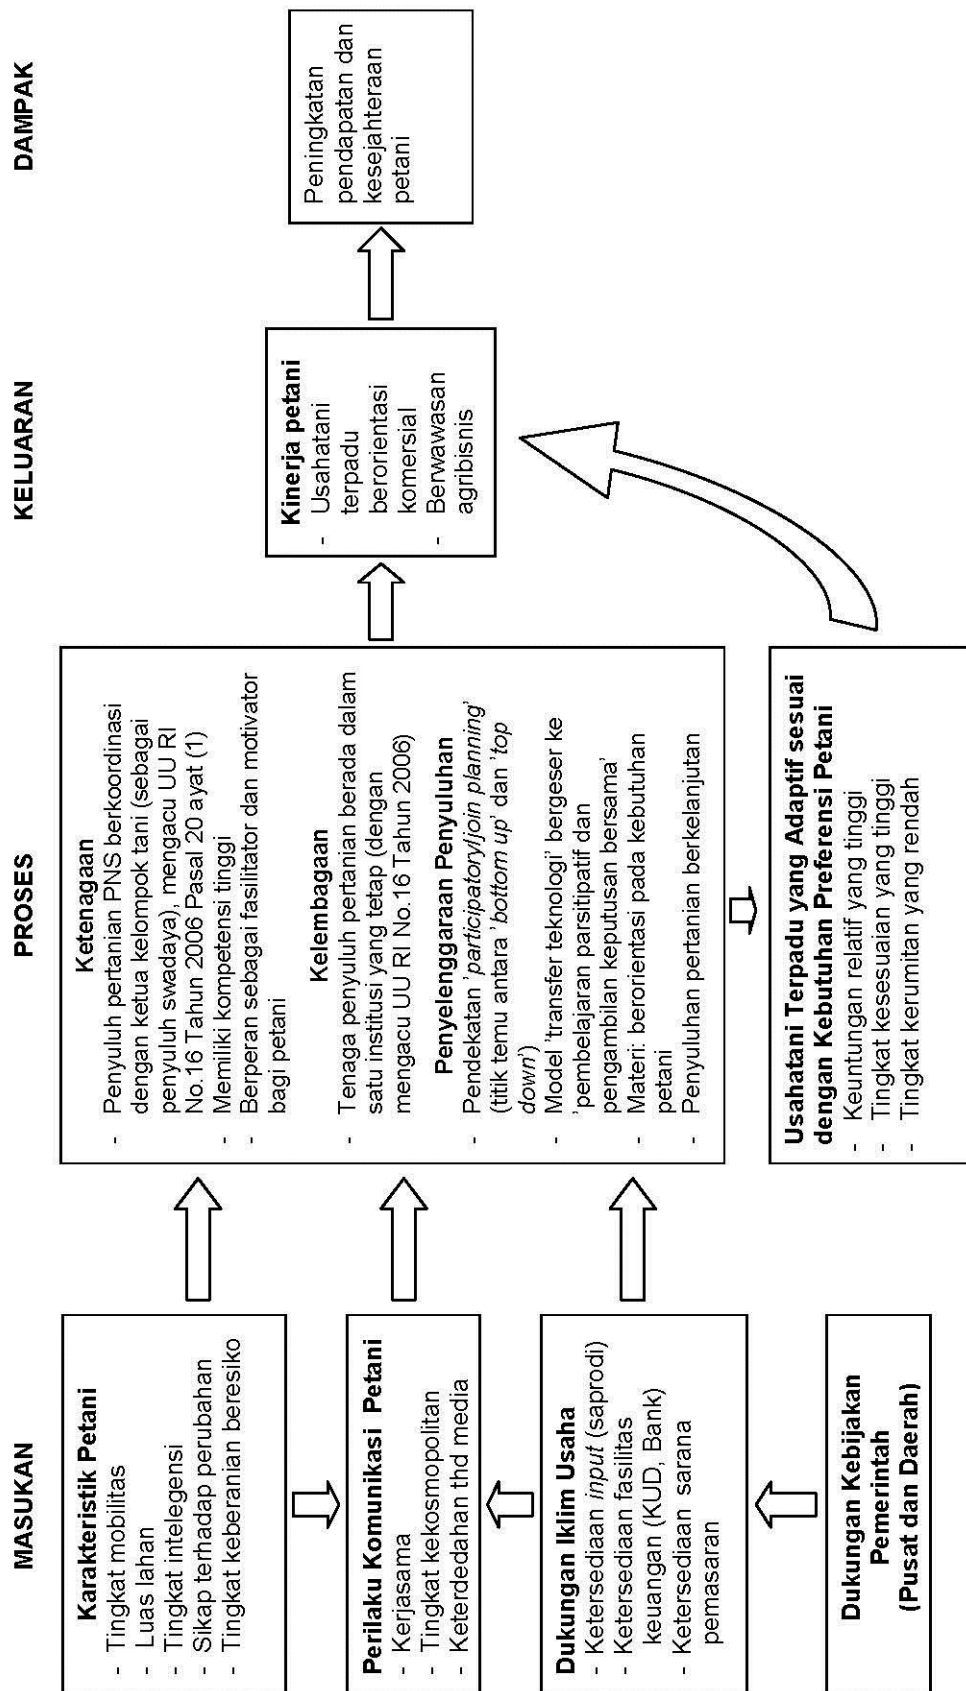 MASUKAN
Karakteristik Petani
- Tingkat mobilitas
- Luas lahan
- Tingkat intelegensi
- Sikap terhadap perubahan
- Tingkat keberanian beresiko
Perilaku Komunikasi Petani
- Kerjasama
- Tingkat kekosmopolitan
- Keterdedahan thd media
Dukungan Iklim Usaha
- Ketersediaan input (saprodi)
- Ketersediaan fasilitas
keuangan (KUD, Bank)
- Ketersediaan sarana
pemasaran
Dukungan Kebijakan
Pemerintah
(Pusat dan Daerah)
PROSES
Ketenagaan
- Penyuluh pertanian PNS berkoordinasi
dengan ketua kelompok tani (sebagai
penyuluh swadaya), mengacu UU RI
No.16 Tahun 2006 Pasal 20 ayat (1)
- Memiliki kompetensi tinggi
- Berperan sebagai fasilitator dan motivator
bagi petani
Kelembagaan
- Tenaga penyuluh pertanian berada dalam
satu institusi yang tetap (dengan
mengacu UU RI No.16 Tahun 2006)
Penyelenggaraan Penyuluhan
- Pendekatan 'participatory/join planning'
(titik temu antara 'bottom up' dan 'top
down')
- Model 'transfer teknologi' bergeser ke
'pembelajaran parsitipatif dan
pengambilan keputusan bersama'
- Materi: berorientasi pada kebutuhan
petani
- Penyuluhan pertanian berkelanjutan
Usahatani Terpadu yang Adaptif sesuai
dengan Kebutuhan Preferensi Petani
- Keuntungan relatif yang tinggi
- Tingkat kesesuaian yang tinggi
- Tingkat kerumitan yang rendah
KELUARAN
Kinerja petani
- Usahatani
terpadu
berorientasi
komersial
- Berwawasan
agribisnis
DAMPAK
Peningkatan
pendapatan dan
kesejahteraan
petani